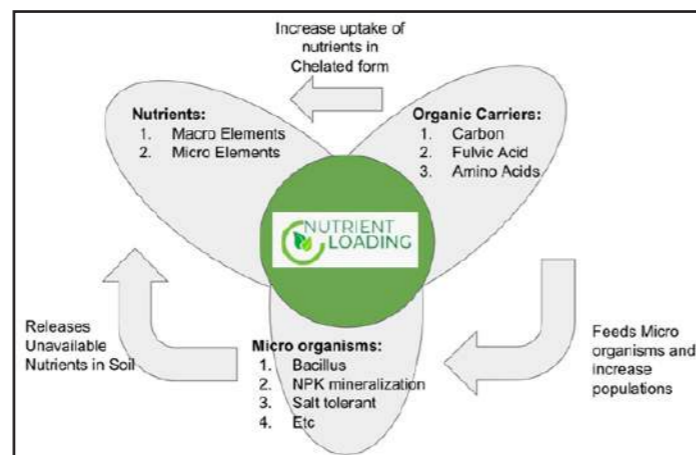 Increase uptake of
nutrients in
Chelated form
Nutrients:
1. Macro Elements
2. Micro Elements
Organic Carriers:
1. Carbon
2. Fulvic Acid
3. Amino Acids
NUTRIENT
LOADING
Releases
Unavailable
Nutrients in Soil
Micro organisms:
1. Bacillus
2. NPK mineralization
3. Salt tolerant
4. Etc
Feeds Micro
organisms and
increase
populations